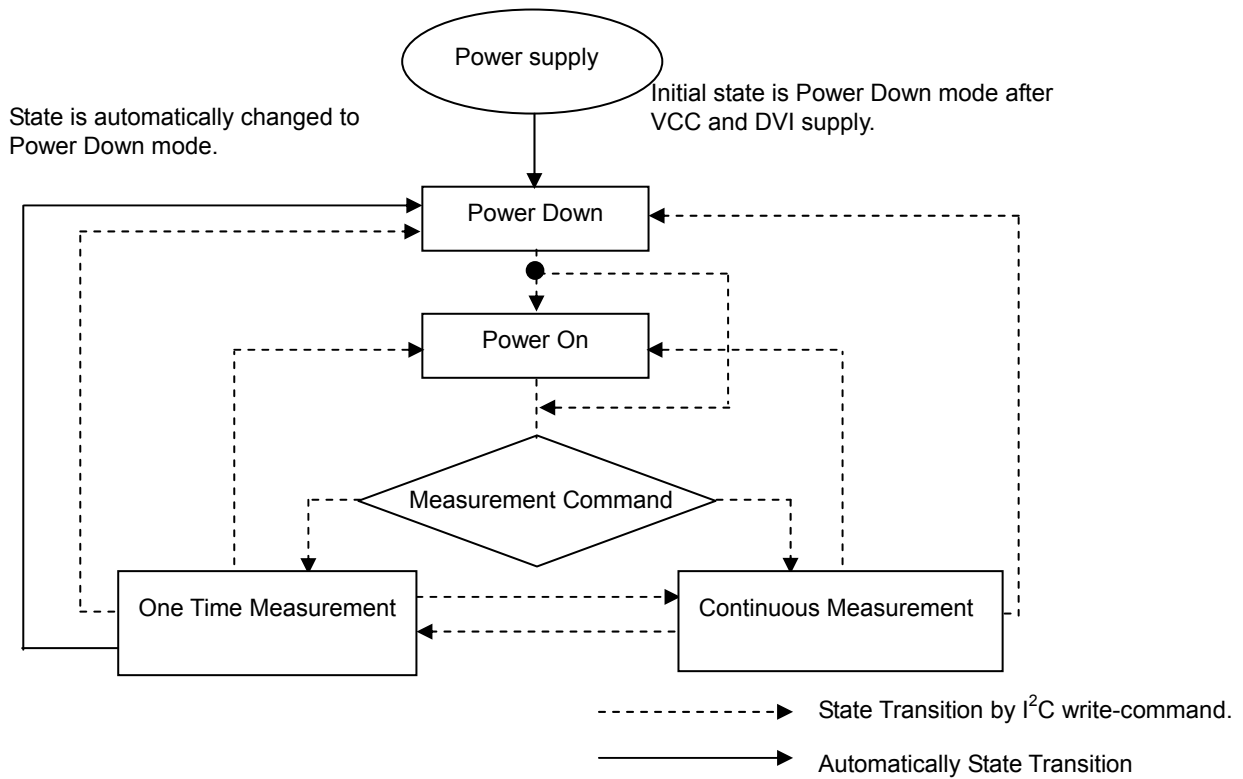 Power supply
Initial state is Power Down mode after
VCC and DVI supply.
State is automatically changed to
Power Down mode.
Power Down
Power On
Measurement Command
One Time Measurement
Continuous Measurement
State Transition by I²C write-command.
Automatically State Transition